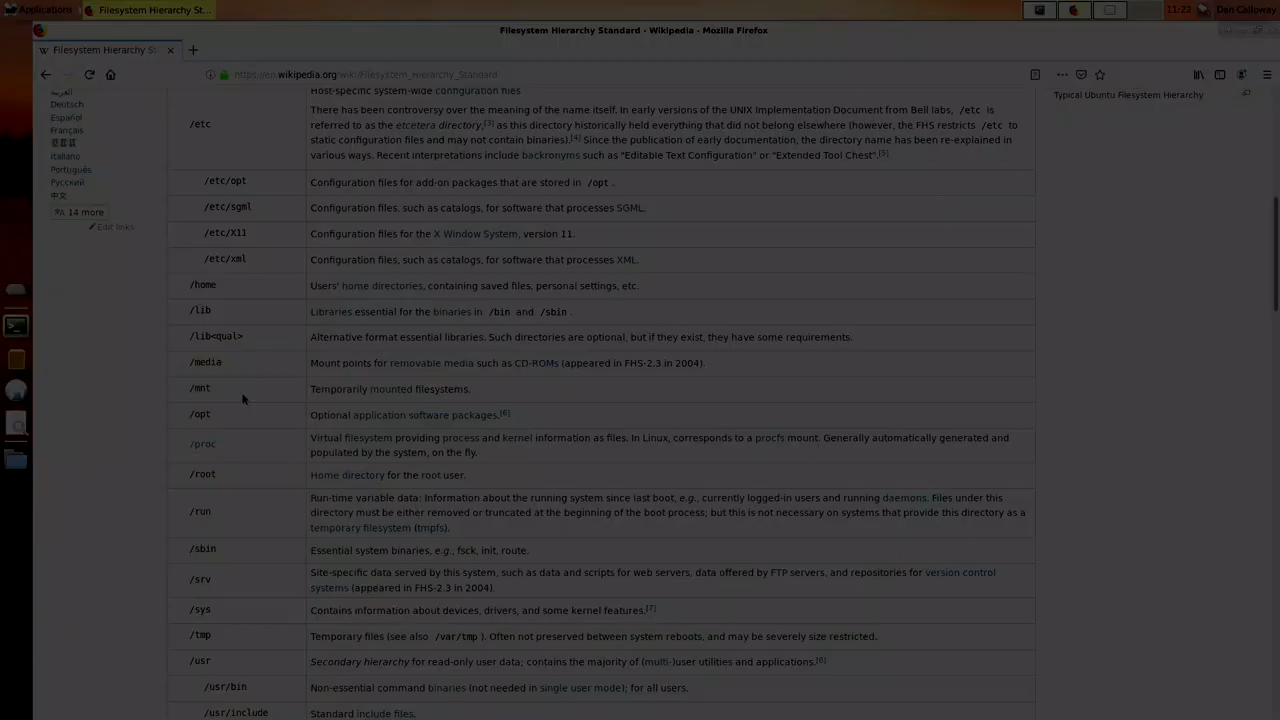 Applications
Filesystem Hierarchy St...
11:22
Dan Calloway
Filesystem Hierarchy Standard - Wikipedia - Mozilla Firefox
Filesystem Hierarchy St
https://en.wikipedia.org/wiki/Filesystem_Hierarchy_Standard
العربية
Deutsch
Español
Français
한국어
Italiano
Português
Русский
中文
14 more
Edit links
Typical Ubuntu Filesystem Hierarchy
Host-specific system-wide configuration files
/etc
There has been controversy over the meaning of the name itself. In early versions of the UNIX Implementation Document from Bell labs, /etc is
referred to as the etcetera directory,[3] as this directory historically held everything that did not belong elsewhere (however, the FHS restricts /etc to
static configuration files and may not contain binaries).[4] Since the publication of early documentation, the directory name has been re-explained in
various ways. Recent interpretations include backronyms such as "Editable Text Configuration" or "Extended Tool Chest".[5]
/etc/opt Configuration files for add-on packages that are stored in /opt .
/etc/sgml Configuration files, such as catalogs, for software that processes SGML.
/etc/X11 Configuration files for the X Window System, version 11.
/etc/xml Configuration files, such as catalogs, for software that processes XML.
/home Users' home directories, containing saved files, personal settings, etc.
/lib Libraries essential for the binaries in /bin and /sbin .
/lib<qual> Alternative format essential libraries. Such directories are optional, but if they exist, they have some requirements.
/media Mount points for removable media such as CD-ROMs (appeared in FHS-2.3 in 2004).
/mnt Temporarily mounted filesystems.
/opt Optional application software packages.[6]
/proc Virtual filesystem providing process and kernel information as files. In Linux, corresponds to a procfs mount. Generally automatically generated and
populated by the system, on the fly.
/root Home directory for the root user.
/run Run-time variable data: Information about the running system since last boot, e.g., currently logged-in users and running daemons. Files under this
directory must be either removed or truncated at the beginning of the boot process; but this is not necessary on systems that provide this directory as a
temporary filesystem (tmpfs).
/sbin Essential system binaries, e.g., fsck, init, route.
/srv Site-specific data served by this system, such as data and scripts for web servers, data offered by FTP servers, and repositories for version control
systems (appeared in FHS-2.3 in 2004).
/sys Contains information about devices, drivers, and some kernel features.[7]
/tmp Temporary files (see also /var/tmp ). Often not preserved between system reboots, and may be severely size restricted.
/usr Secondary hierarchy for read-only user data; contains the majority of (multi-)user utilities and applications.[8]
/usr/bin Non-essential command binaries (not needed in single user mode); for all users.
/usr/include Standard include files.